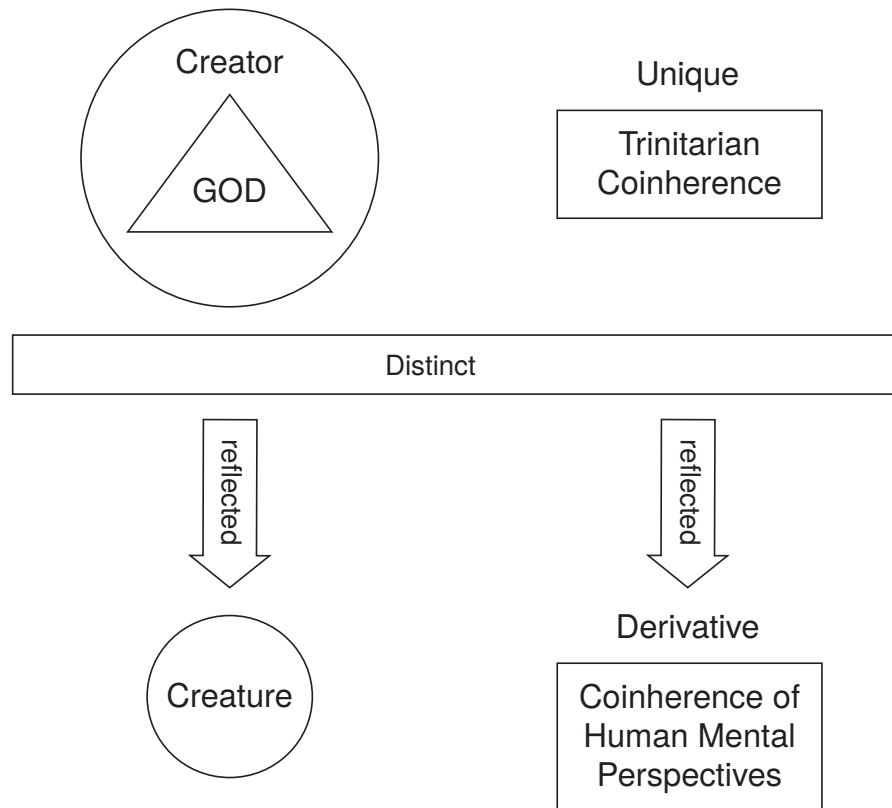 Creator
GOD
Unique
Trinitarian
Coinherence
Distinct
reflected
reflected
Creature
Derivative
Coinherence of
Human Mental
Perspectives